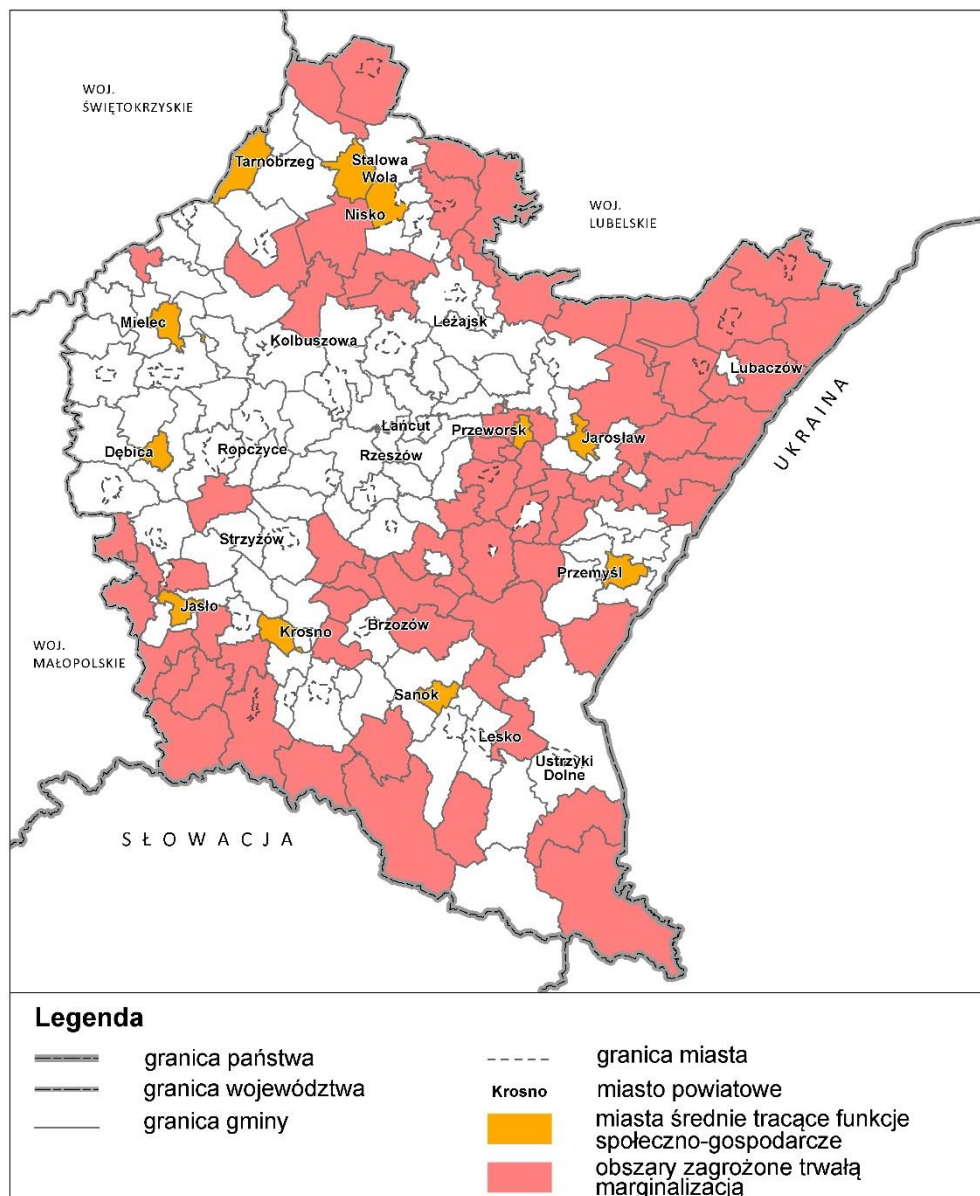 WOJ.
ŚWIĘTOKRZYSKIE
Tarnobrzeg
Stalowa
Wola
Nisko
WOJ.
LUBELSKIE
Mielec
Kolbuszowa
Leżajsk
Lubaczów
UKRAINA
Dębica
Ropczyce
Łańcut
Rzeszów
Przeworsk
Jarosław
Strzyżów
Przemyśl
Jasło
Krosno
Brzozów
WOJ.
MAŁOPOLSKIE
Sanok
Lesko
Ustrzyki
Dolne
SŁOWACJA
Legenda
granica państwa
granica województwa
granica gminy
granica miasta
Krosno miasto powiatowe
miasta średnie tracące funkcje
społeczno-gospodarcze
obszary zagrożone trwałą
marginalizacją